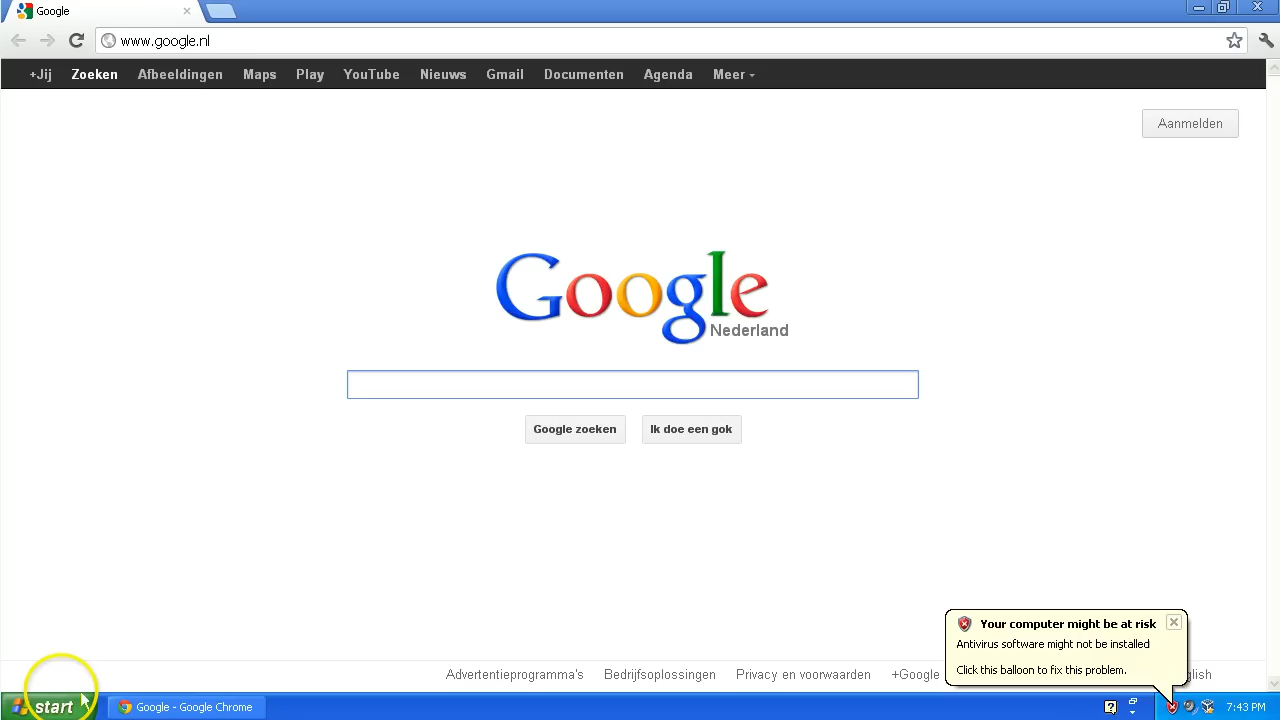 Google
www.google.nl
+Jij Zoeken Afbeeldingen Maps Play YouTube Nieuws Gmail Documenten Agenda Meer
Aanmelden
Google
Nederland
Google zoeken Ik doe een gok
Your computer might be at risk
Antivirus software might not be installed
Click this balloon to fix this problem.
Advertentieprogramma's Bedrijfsoplossingen Privacy en voorwaarden +Google
start Google - Google Chrome 7:43 PM